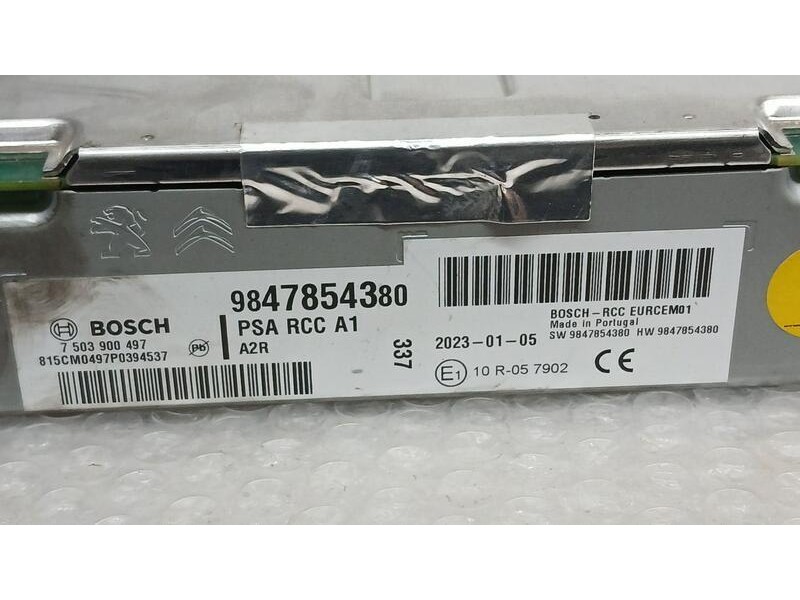 9847854380
BOSCH
PSA RCC A1
7 503 900 497
Pb
A2R
815CM0497P0394537
337
BOSCH-RCC EURCEM01
Made in Portugal
2023-01-05
SW 9847854380 HW 9847854380
E1 10 R-05 7902
CE